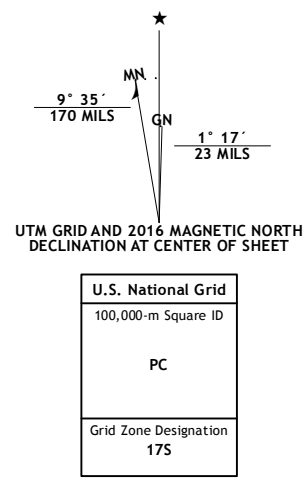 ★
MN
GN
9° 35´
170 MILS
1° 17´
23 MILS
UTM GRID AND 2016 MAGNETIC NORTH
DECLINATION AT CENTER OF SHEET
U.S. National Grid
100,000-m Square ID
PC
Grid Zone Designation
17S